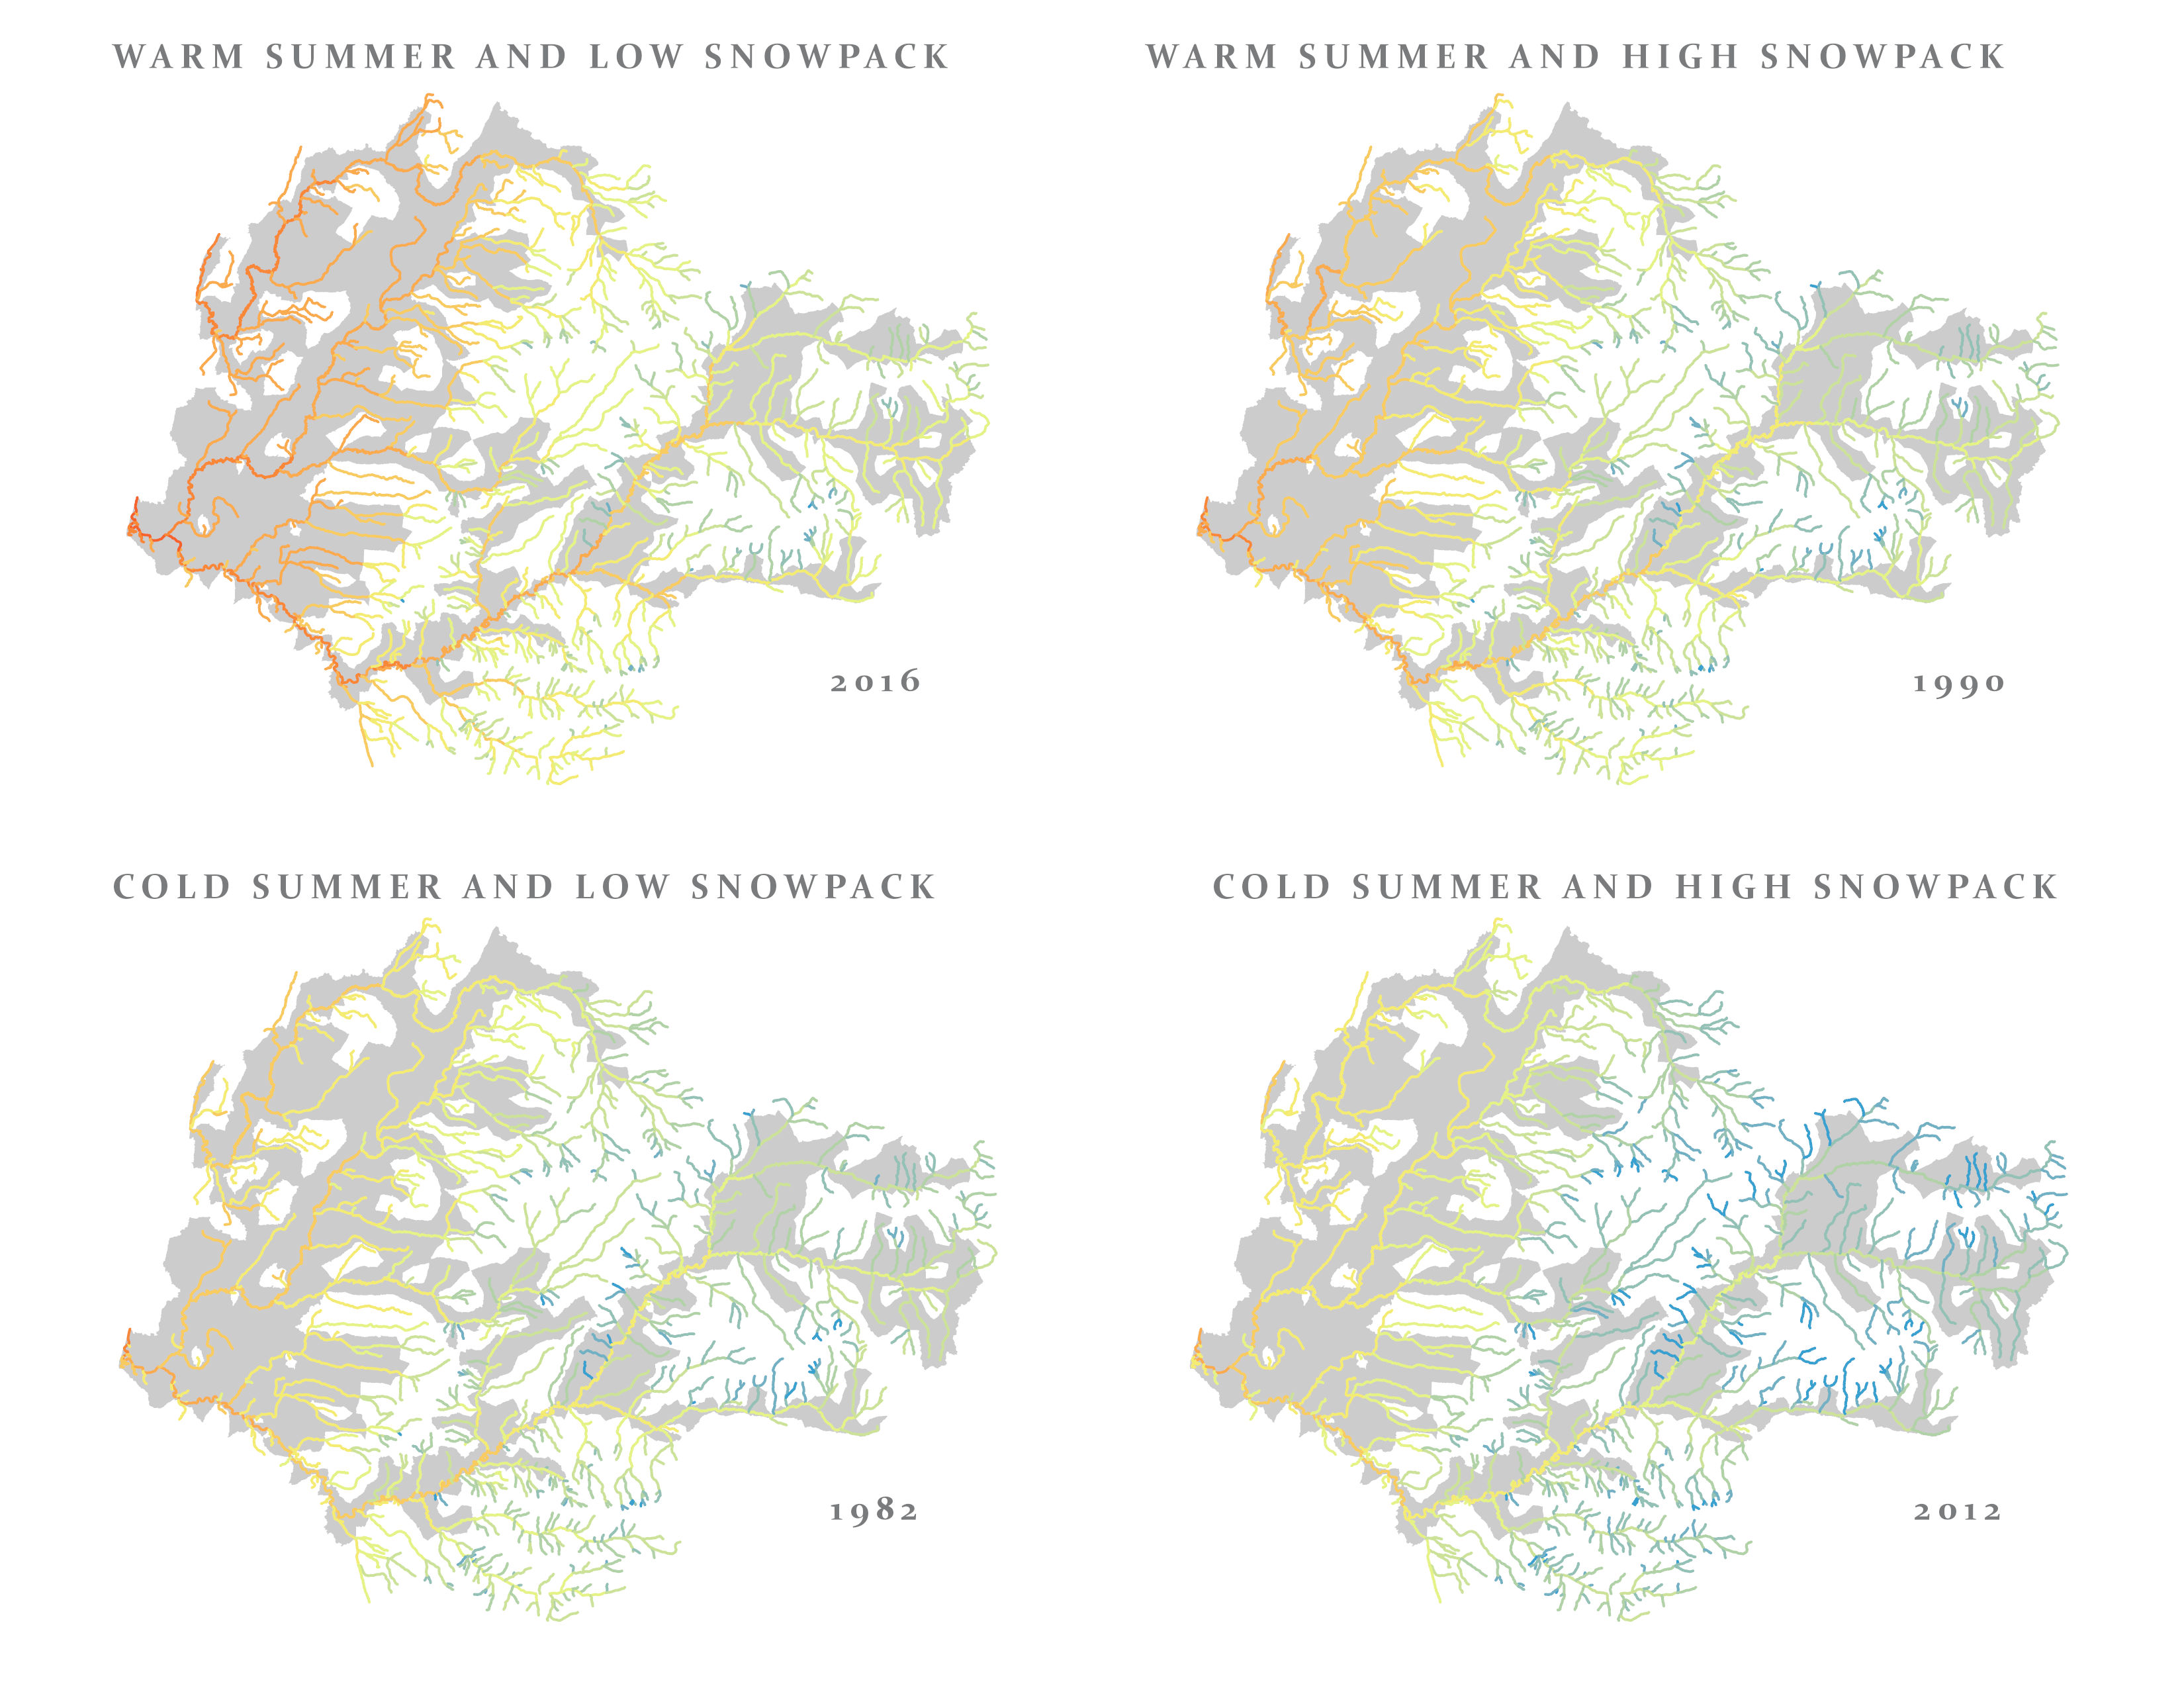 WARM SUMMER AND LOW SNOWPACK
WARM SUMMER AND HIGH SNOWPACK
2016
1990
COLD SUMMER AND LOW SNOWPACK
COLD SUMMER AND HIGH SNOWPACK
1982
2012